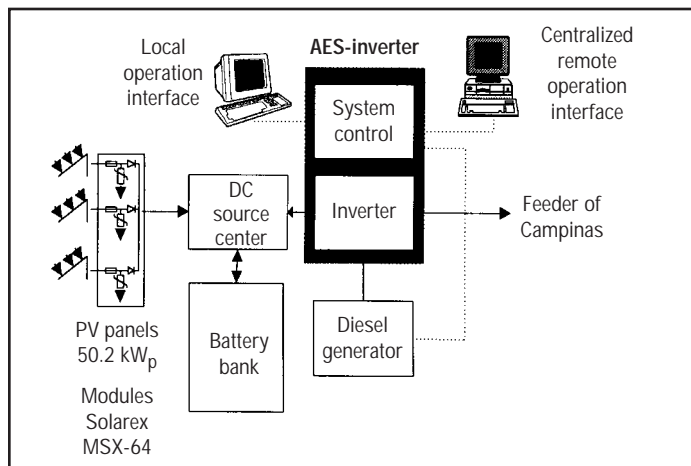 Local
operation
interface
AES-inverter
Centralized
remote
operation
interface
System
control
DC
source
center
Inverter
Feeder of
Campinas
PV panels
50.2 kWp
Modules
Solarex
MSX-64
Battery
bank
Diesel
generator